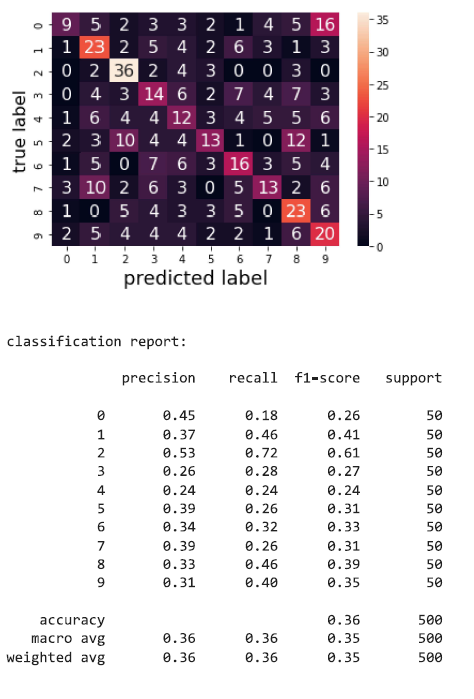 true label
0 9 5 2 3 3 2 1 4 5 16
1 1 23 2 5 4 2 6 3 1 3
2 0 2 36 2 4 3 0 0 3 0
3 0 4 3 14 6 2 7 4 7 3
4 1 6 4 4 12 3 4 5 5 6
5 2 3 10 4 4 13 1 0 12 1
6 1 5 0 7 6 3 16 3 5 4
7 3 10 2 6 3 0 5 13 2 6
8 1 0 5 4 3 3 5 0 23 6
9 2 5 4 4 4 2 2 1 6 20
0 1 2 3 4 5 6 7 8 9
predicted label
35
30
25
20
15
10
5
0
classification report:
precision recall f1-score support
0 0.45 0.18 0.26 50
1 0.37 0.46 0.41 50
2 0.53 0.72 0.61 50
3 0.26 0.28 0.27 50
4 0.24 0.24 0.24 50
5 0.39 0.26 0.31 50
6 0.34 0.32 0.33 50
7 0.39 0.26 0.31 50
8 0.33 0.46 0.39 50
9 0.31 0.40 0.35 50
accuracy 0.36 500
macro avg 0.36 0.36 0.35 500
weighted avg 0.36 0.36 0.35 500